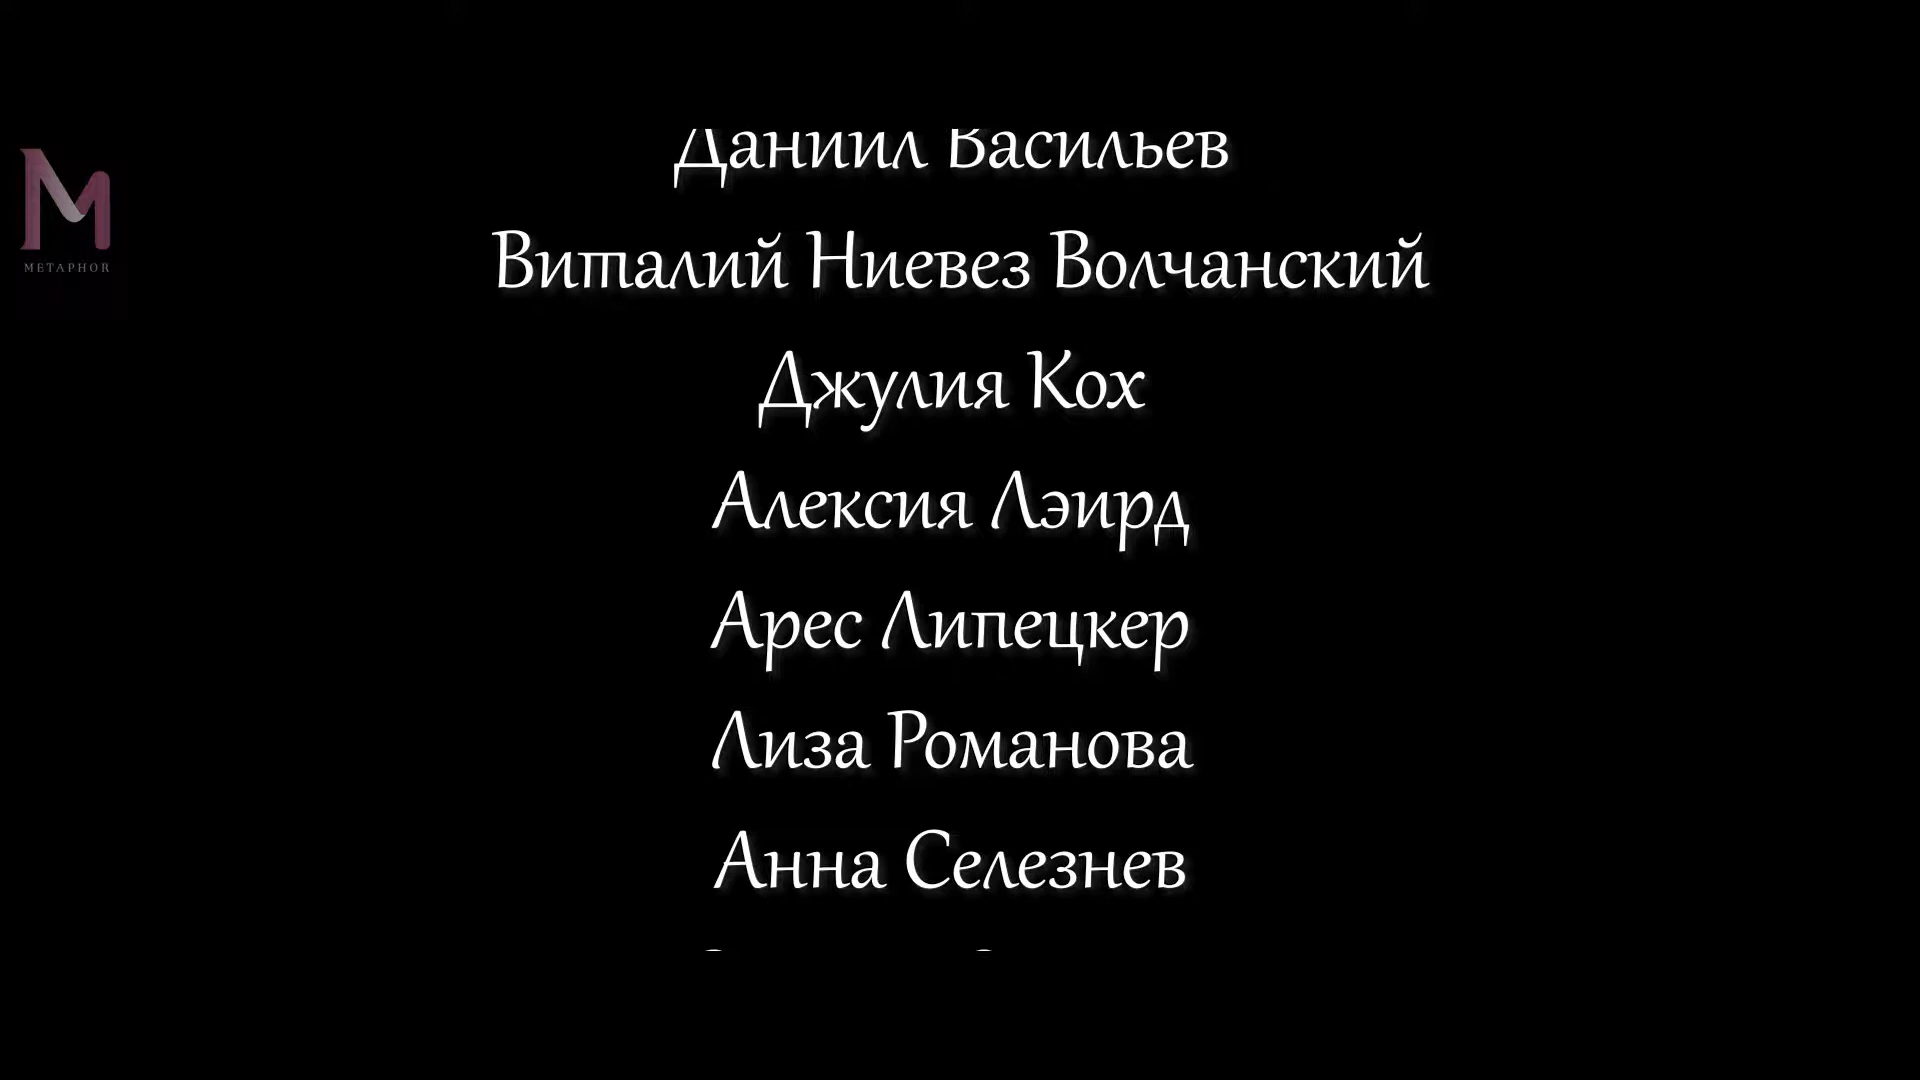 Даниил Васильев
Виталий Ниевез Волчанский
METAPHOR
Джулия Кох
Алексия Лэирд
Арес Липецкер
Лиза Романова
Анна Селезнев